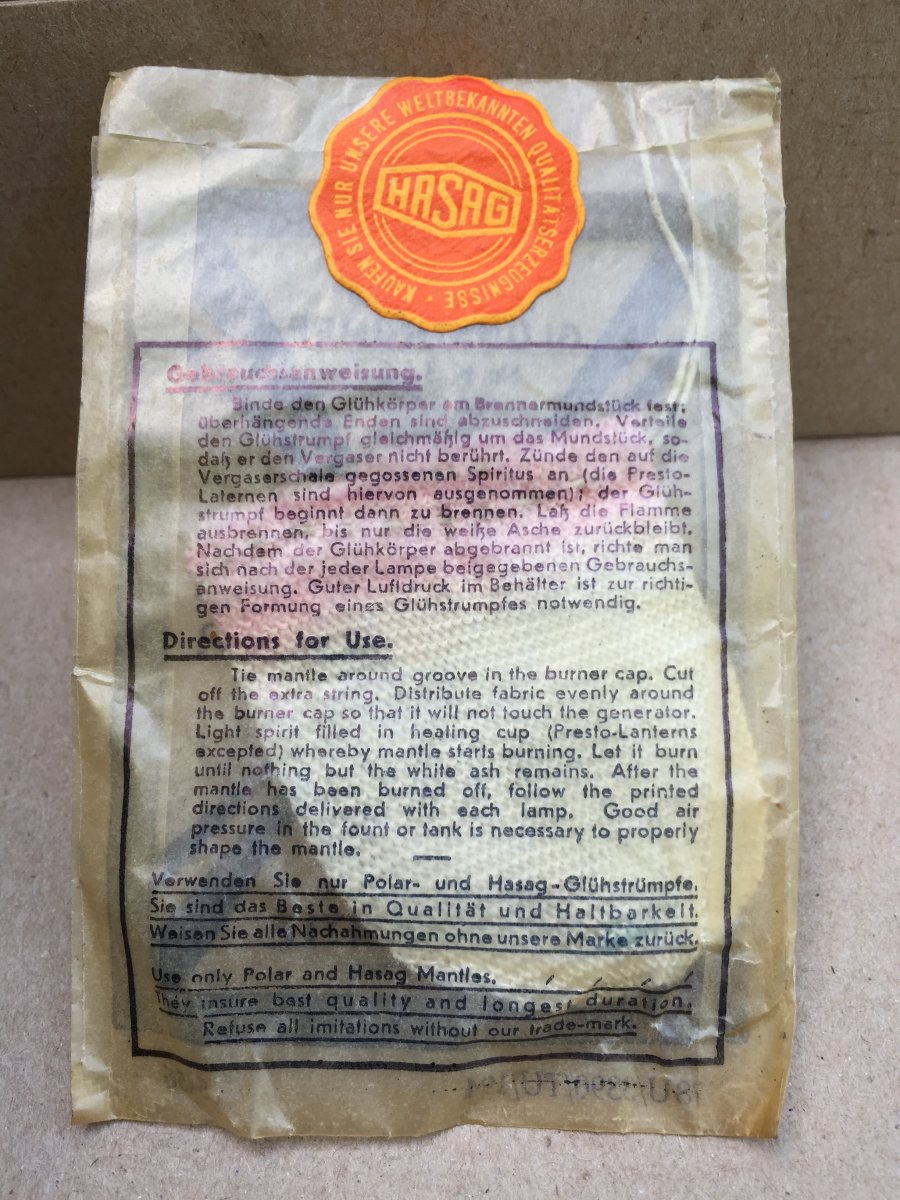 KAUFEN SIE NUR UNSERE WELTBEKANNTEN QUALITÄTSERZEUGNISSE •
HASAG
Gebrauchsanweisung.
Binde den Glühkörper am Brennermundstück fest;
überhängende Enden sind abzuschneiden. Verteile
den Glühstrumpf gleichmäßig um das Mundstück, so-
daß er den Vergaser nicht berührt. Zünde den auf die
Vergaserschale gegossenen Spiritus an (die Presto-
Laternen sind hiervon ausgenommen); der Glüh-
strumpf beginnt dann zu brennen. Laß die Flamme
ausbrennen, bis nur die weiße Asche zurückbleibt.
Nachdem der Glühkörper abgebrannt ist, richte man
sich nach der jeder Lampe beigegebenen Gebrauchs-
anweisung. Guter Luftdruck im Behälter ist zur richti-
gen Formung eines Glühstrumpfes notwendig.
Directions for Use.
Tie mantle around groove in the burner cap. Cut
off the extra string. Distribute fabric evenly around
the burner cap so that it will not touch the generator.
Light spirit filled in heating cup (Presto-Lanterns
excepted) whereby mantle starts burning. Let it burn
until nothing but the white ash remains. After the
mantle has been burned off, follow the printed
directions delivered with each lamp. Good air
pressure in the fount or tank is necessary to properly
shape the mantle.
Verwenden Sie nur Polar- und Hasag-Glühstrümpfe.
Sie sind das Beste in Qualität und Haltbarkeit.
Weisen Sie alle Nachahmungen ohne unsere Marke zurück.
Use only Polar and Hasag Mantles.
They insure best quality and longest duration.
Refuse all imitations without our trade-mark.